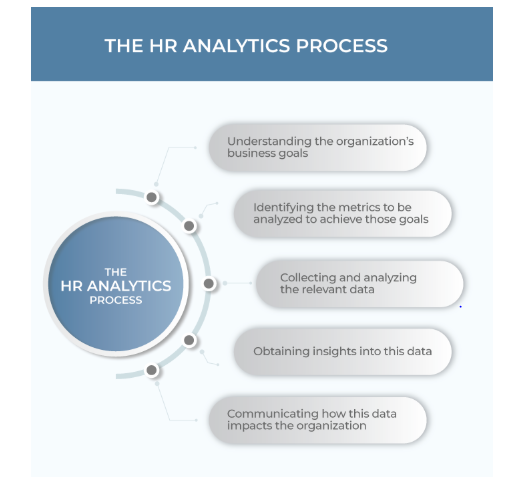 THE HR ANALYTICS PROCESS
Understanding the organization's
business goals
Identifying the metrics to be
analyzed to achieve those goals
THE
HR ANALYTICS
PROCESS
Collecting and analyzing
the relevant data
Obtaining insights into this data
Communicating how this data
impacts the organization